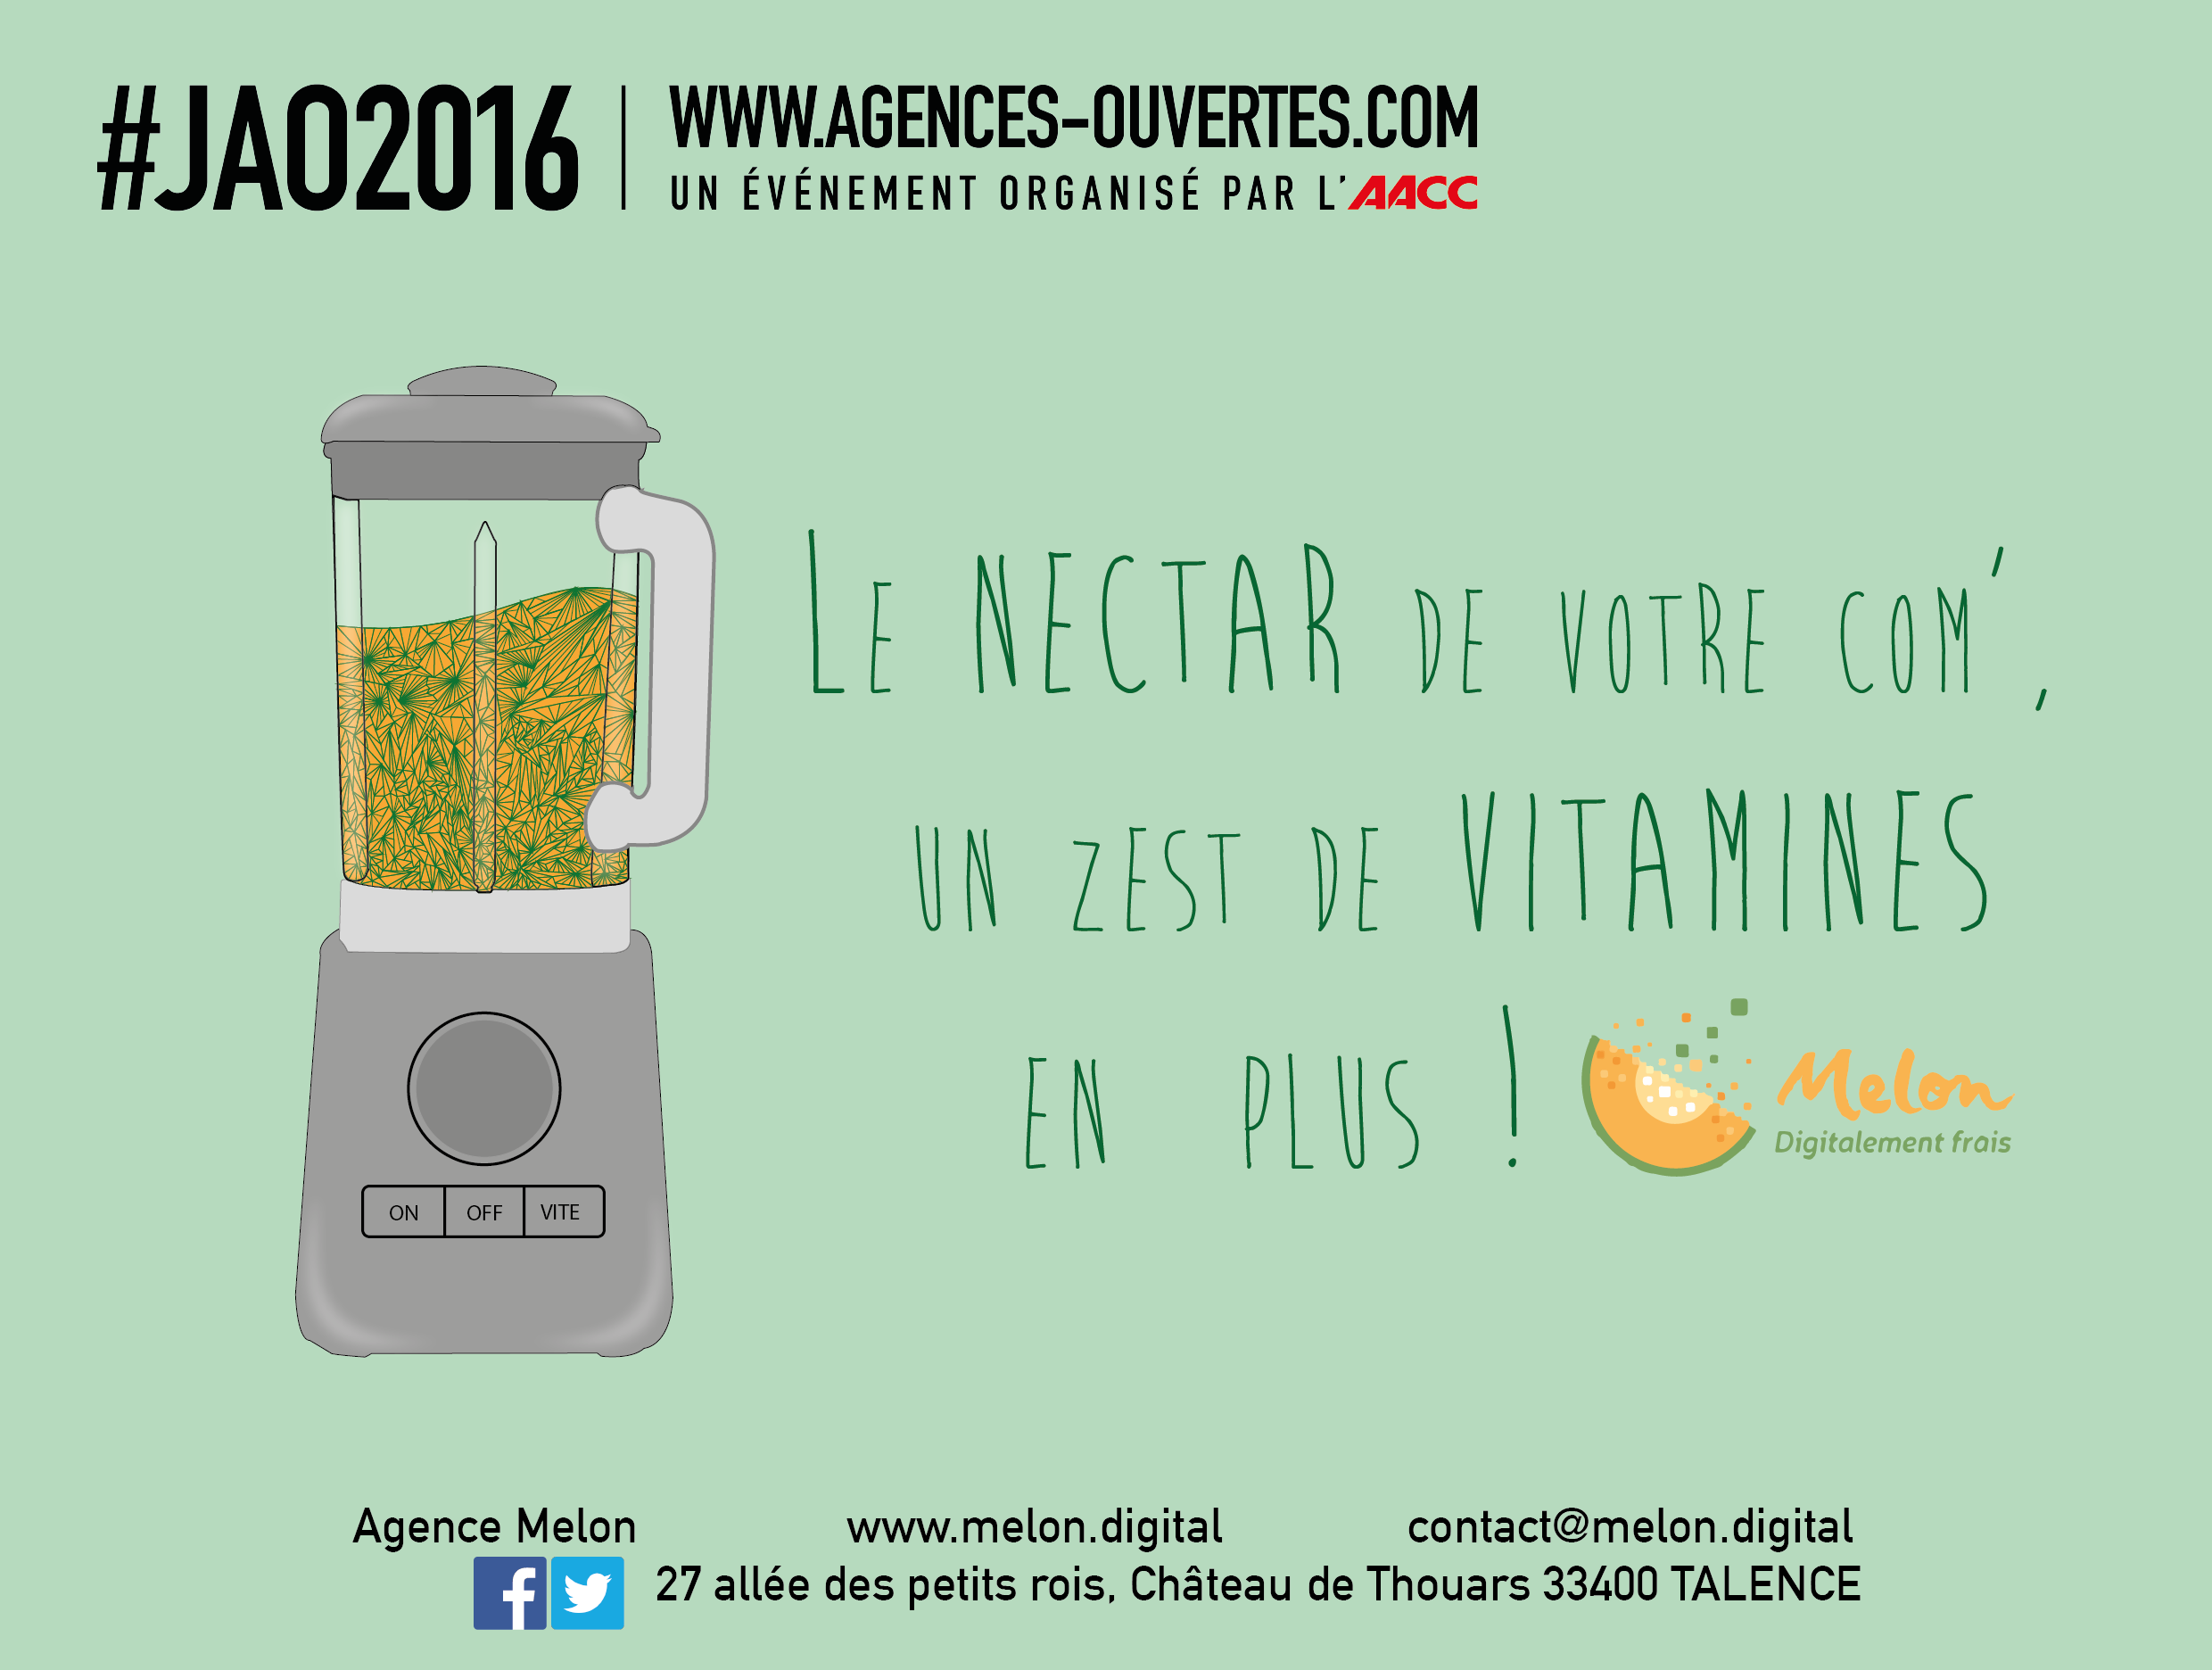 #JAO2016
WWW.AGENCES-OUVERTES.COM
UN ÉVÉNEMENT ORGANISÉ PAR L'AACC
LE NECTAR DE VOTRE COM',
UN ZEST DE VITAMINES
EN PLUS !
Melon
Digitalement frais
ON OFF VITE
Agence Melon www.melon.digital contact@melon.digital
27 allée des petits rois, Château de Thouars 33400 TALENCE